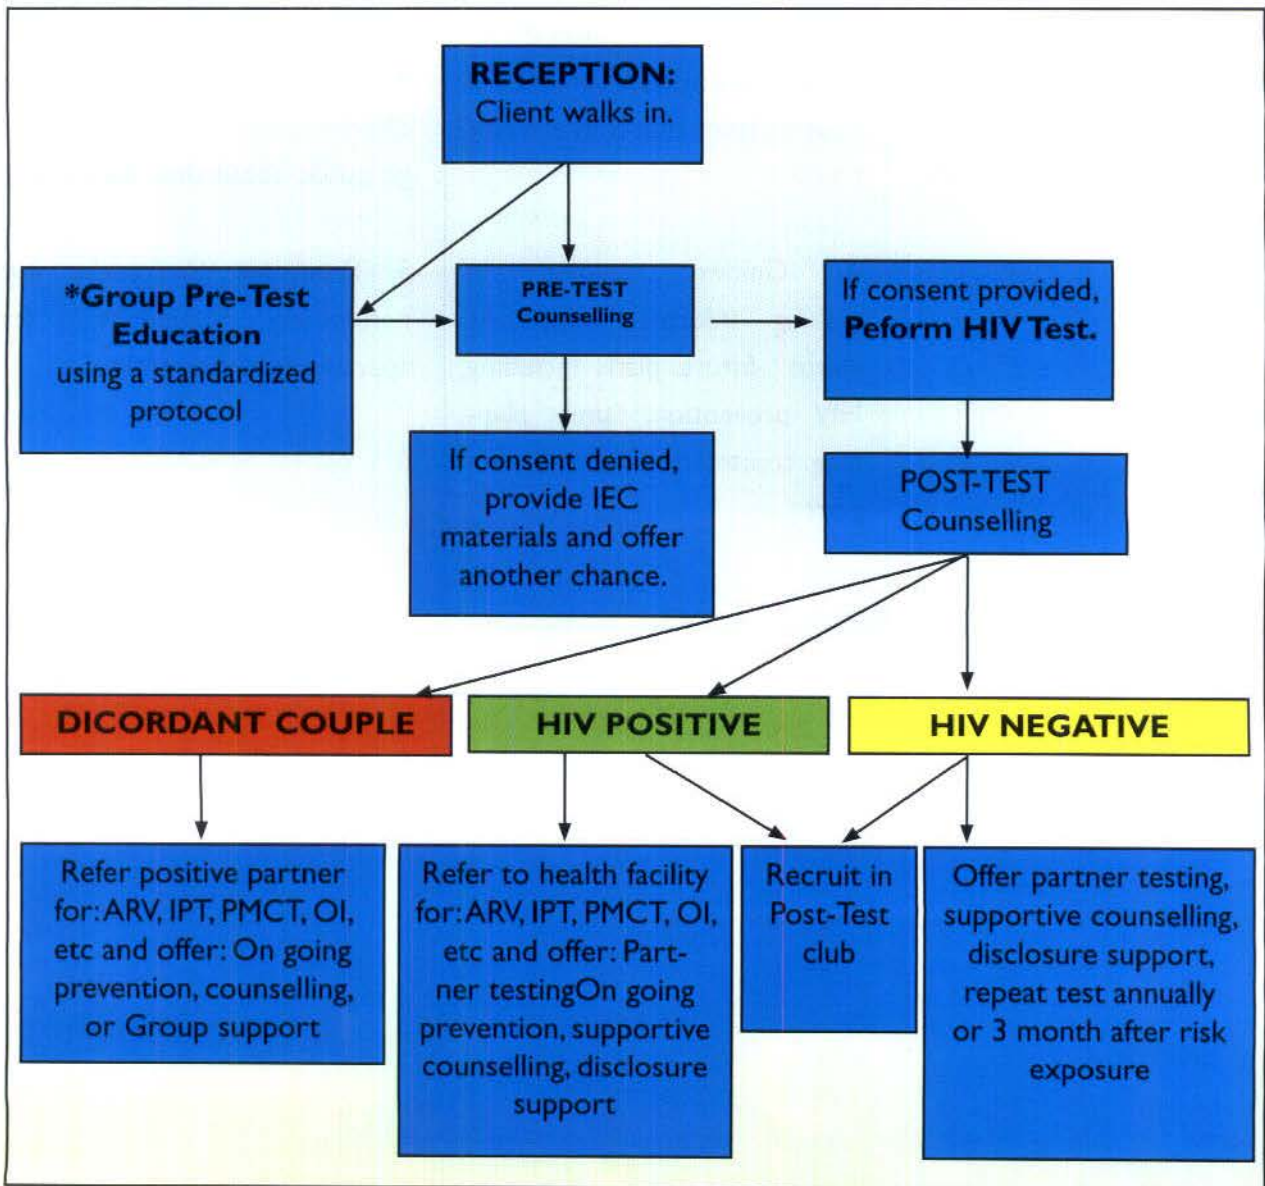 RECEPTION:
Client walks in.
*Group Pre-Test
Education
using a standardized
protocol
PRE-TEST
Counselling
If consent provided,
Peform HIV Test.
If consent denied,
provide IEC
materials and offer
another chance.
POST-TEST
Counselling
DICORDANT COUPLE
HIV POSITIVE
HIV NEGATIVE
Refer positive partner
for: ARV, IPT, PMCT, OI,
etc and offer: On going
prevention, counselling,
or Group support
Refer to health facility
for: ARV, IPT, PMCT, OI,
etc and offer: Part-
ner testingOn going
prevention, supportive
counselling, disclosure
support
Recruit in
Post-Test
club
Offer partner testing,
supportive counselling,
disclosure support,
repeat test annually
or 3 month after risk
exposure